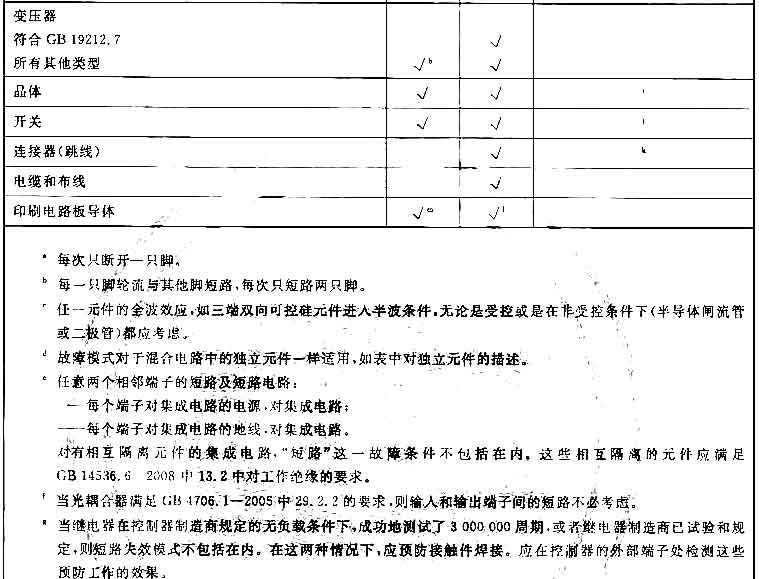 变压器
符合 GB 19212.7 √
所有其他类型 √ᵇ √
晶体 √ √ i
开关 √ √ j
连接器(跳线) √ k
电缆和布线 √
印刷电路板导体 √ √ˡ
ᵃ 每次只断开一只脚。
ᵇ 每一只脚轮流与其他脚短路,每次只短路两只脚。
ᶜ 任一元件的全波效应,如三端双向可控硅元件进入半波条件,无论是受控或是在非受控条件下(半导体闸流管
或二极管)都应考虑。
ᵈ 故障模式对于混合电路中的独立元件一样适用,如表中对独立元件的描述。
ᵉ 任意两个相邻端子的短路及短路电路:
——每个端子对集成电路的电源,对集成电路;
——每个端子对集成电路的地线,对集成电路。
对有相互隔离元件的集成电路,“短路”这一故障条件不包括在内。这些相互隔离的元件应满足
GB 14536.6—2008 中 13.2 中对工作绝缘的要求。
ᶠ 当光耦合器满足 GB 4706.1—2005 中 29.2.2 的要求,则输入和输出端子间的短路不必考虑。
ᵍ 当继电器在控制器制造商规定的无负载条件下,成功地测试了 3 000 000 周期,或者继电器制造商已试验和规
定,则短路失效模式不包括在内。在这两种情况下,应预防接触件焊接。应在控制器的外部端子处检测这些
预防工作的效果。